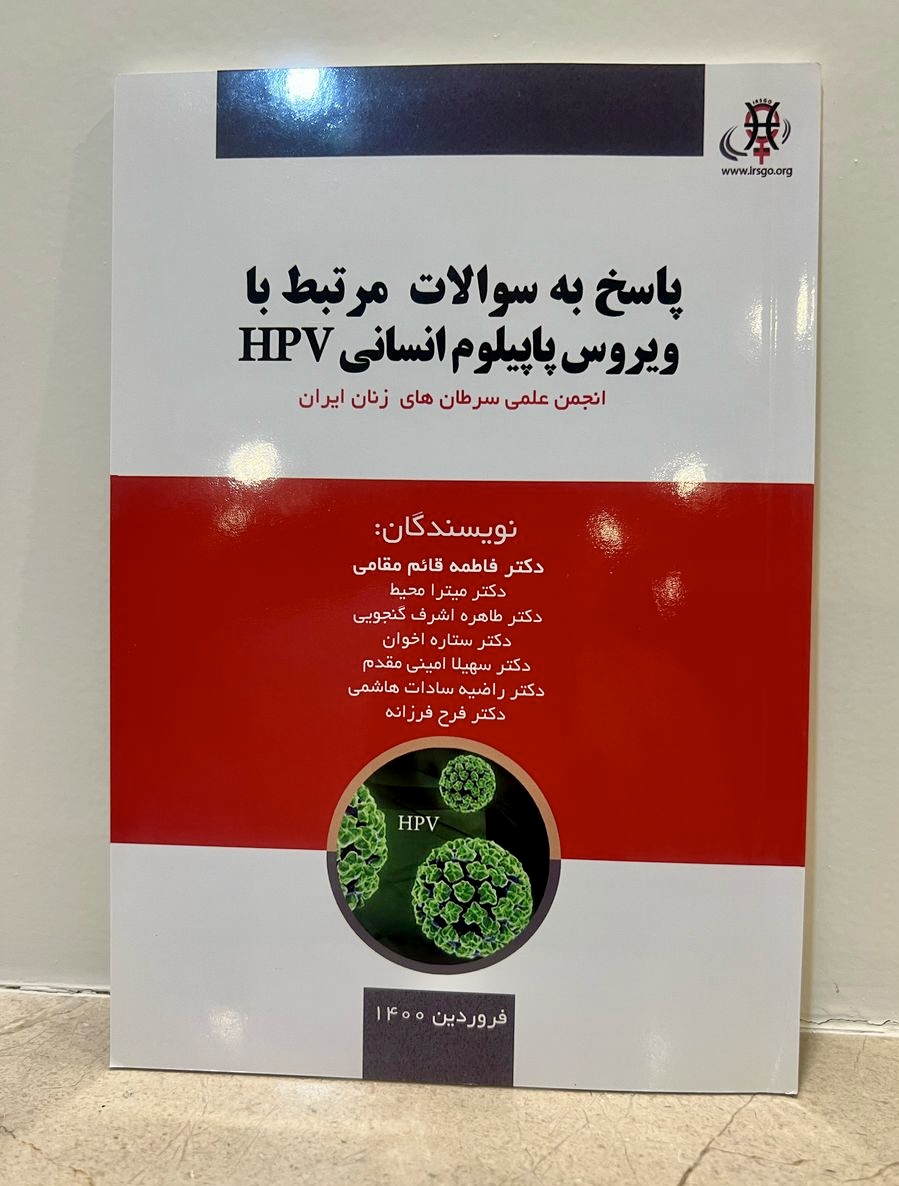 IRSGO
www.irsgo.org
پاسخ به سوالات مرتبط با
ویروس پاپیلوم انسانی HPV
انجمن علمی سرطان های زنان ایران
نویسندگان:
دکتر فاطمه قائم مقامی
دکتر میترا محیط
دکتر طاهره اشرف گنجویی
دکتر ستاره اخوان
دکتر سهیلا امینی مقدم
دکتر راضیه سادات هاشمی
دکتر فرح فرزانه
HPV
فروردین ۱۴۰۰